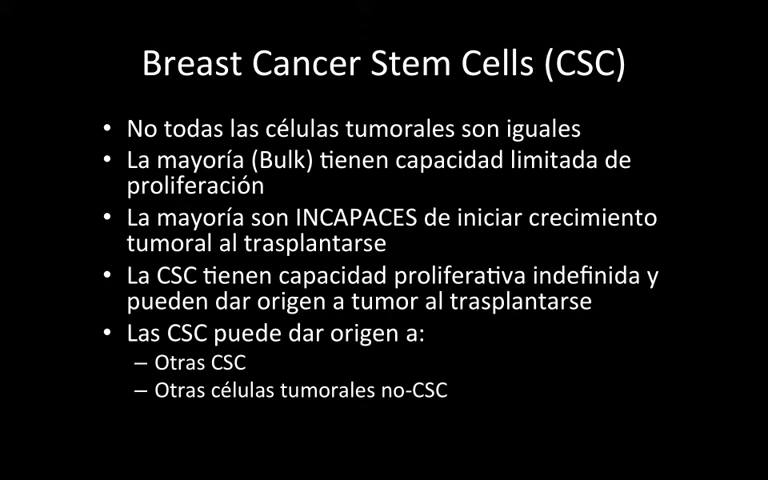 Breast Cancer Stem Cells (CSC)
• No todas las células tumorales son iguales
• La mayoría (Bulk) tienen capacidad limitada de
proliferación
• La mayoría son INCAPACES de iniciar crecimiento
tumoral al trasplantarse
• La CSC tienen capacidad proliferativa indefinida y
pueden dar origen a tumor al trasplantarse
• Las CSC puede dar origen a:
– Otras CSC
– Otras células tumorales no-CSC